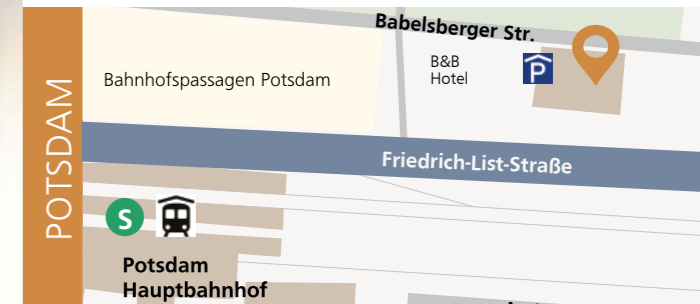 POTSDAM
Babelsberger Str.
B&B
Hotel
P
Bahnhofspassagen Potsdam
Friedrich-List-Straße
S
Potsdam
Hauptbahnhof